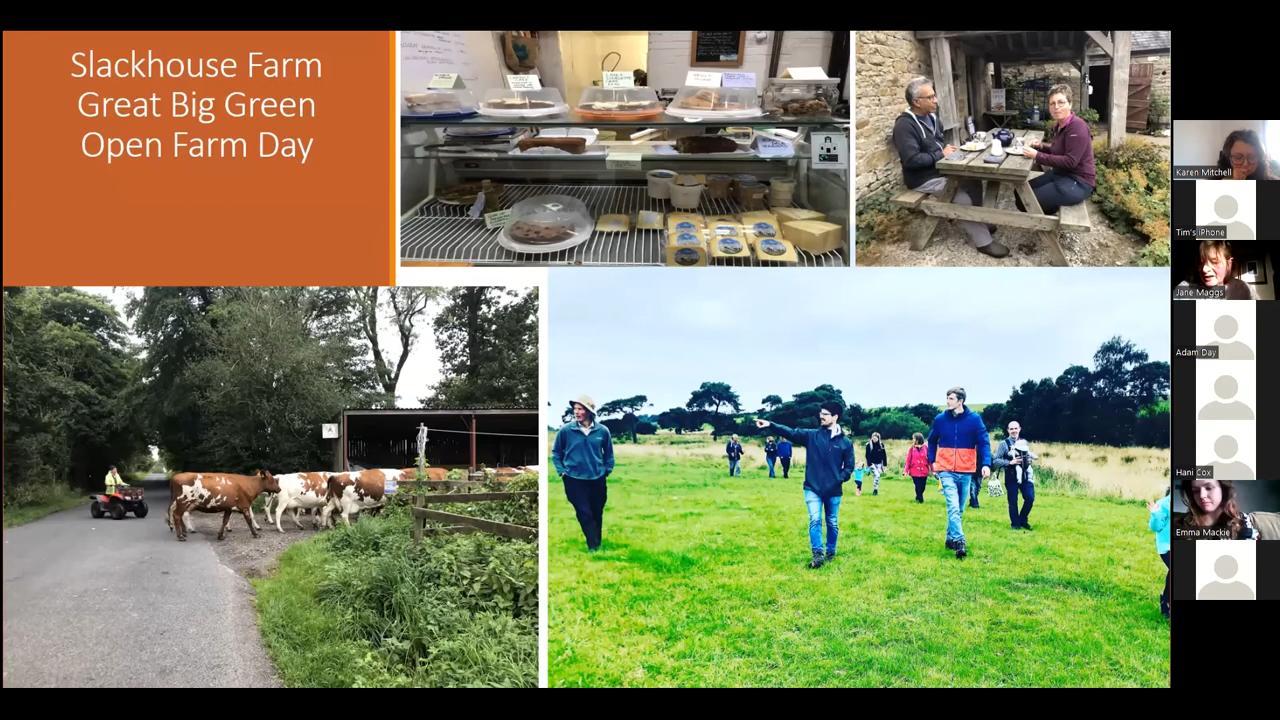 Slackhouse Farm
Great Big Green
Open Farm Day
Karen Mitchell
Tim's iPhone
Jane Maggs
Adam Day
Hani Cox
Emma Mackie